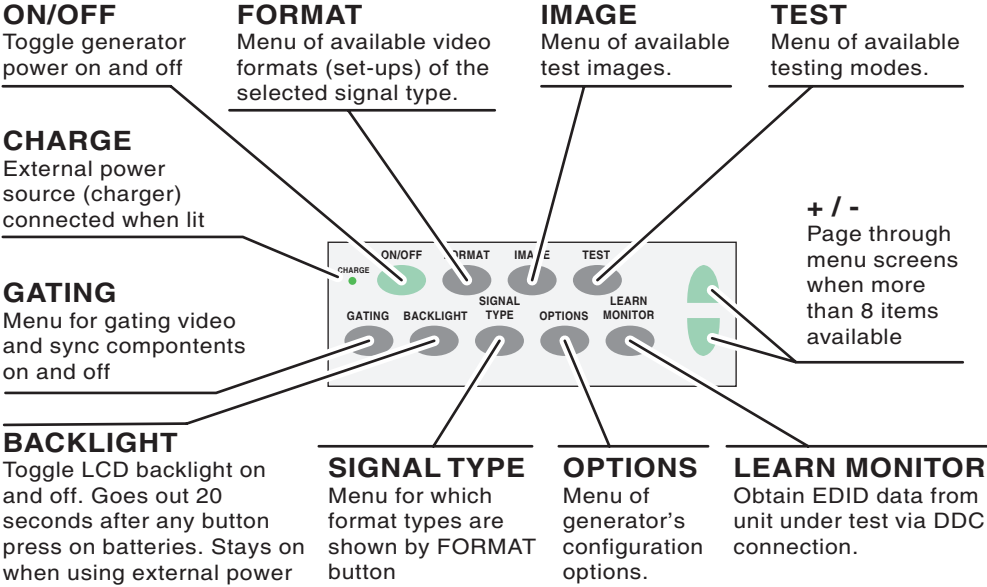 ON/OFF
Toggle generator
power on and off
FORMAT
Menu of available video
formats (set-ups) of the
selected signal type.
IMAGE
Menu of available
test images.
TEST
Menu of available
testing modes.
CHARGE
External power
source (charger)
connected when lit
+ / -
Page through
menu screens
when more
than 8 items
available
GATING
Menu for gating video
and sync compontents
on and off
CHARGE
ON/OFF
FORMAT
IMAGE
TEST
GATING
BACKLIGHT
SIGNAL
TYPE
OPTIONS
LEARN
MONITOR
BACKLIGHT
Toggle LCD backlight on
and off. Goes out 20
seconds after any button
press on batteries. Stays on
when using external power
SIGNAL TYPE
Menu for which
format types are
shown by FORMAT
button
OPTIONS
Menu of
generator's
configuration
options.
LEARN MONITOR
Obtain EDID data from
unit under test via DDC
connection.